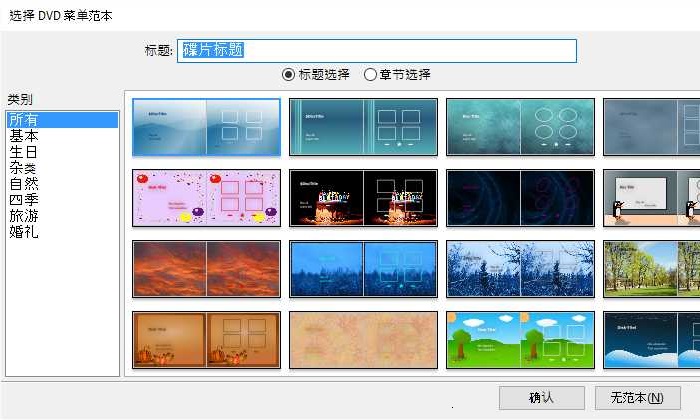 选择 DVD 菜单范本
标题: 碟片标题
标题选择 章节选择
类别
所有
基本
生日
杂类
自然
四季
旅游
婚礼
确认 无范本(N)